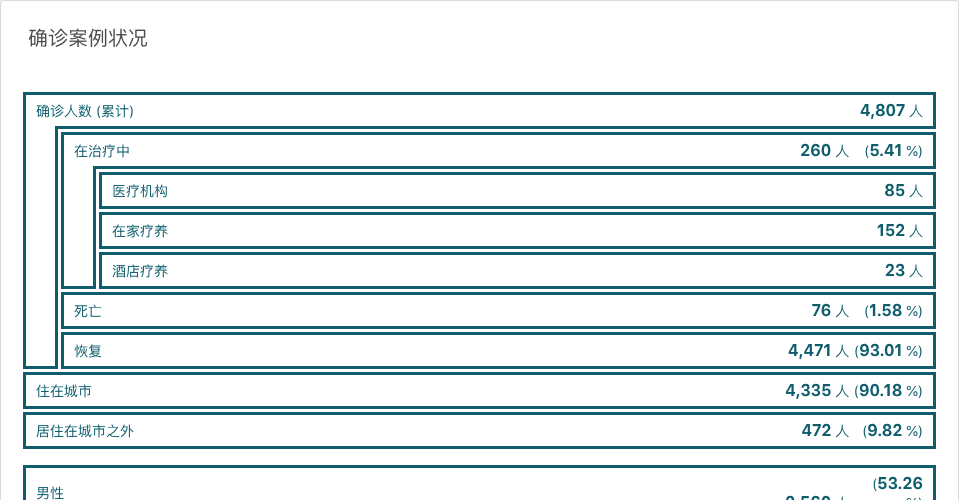 确诊案例状况
确诊人数 (累计) 4,807 人
在治疗中 260 人 (5.41 %)
医疗机构 85 人
在家疗养 152 人
酒店疗养 23 人
死亡 76 人 (1.58 %)
恢复 4,471 人 (93.01 %)
住在城市 4,335 人 (90.18 %)
居住在城市之外 472 人 (9.82 %)
男性 (53.26